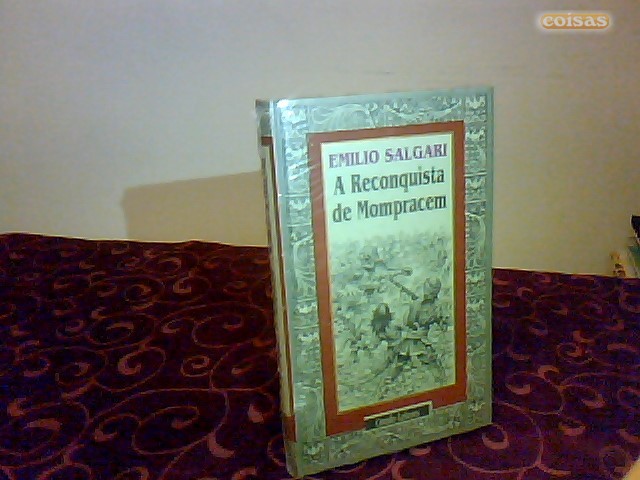 coisas
EMILIO SALGARI
A Reconquista
de Mompracem